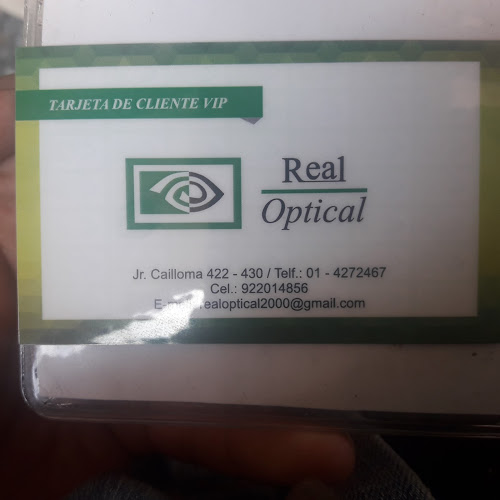 TARJETA DE CLIENTE VIP
Real
Optical
Jr. Cailloma 422 - 430 / Telf.: 01 - 4272467
Cel.: 922014856
realoptical2000@gmail.com